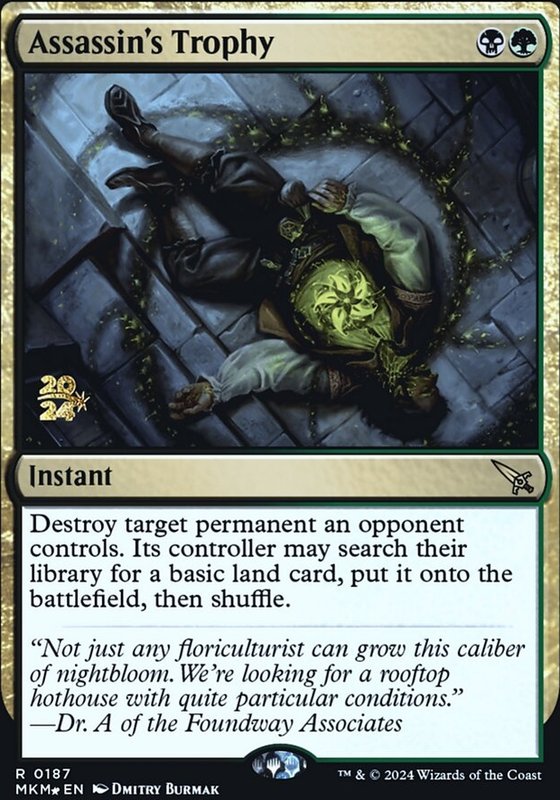 Assassin's Trophy
2024
Instant
Destroy target permanent an opponent
controls. Its controller may search their
library for a basic land card, put it onto the
battlefield, then shuffle.
“Not just any floriculturist can grow this caliber
of nightbloom. We’re looking for a rooftop
hothouse with quite particular conditions.”
—Dr. A of the Foundway Associates
R 0187
MKM★EN Dmitry Burmak
™ & © 2024 Wizards of the Coast